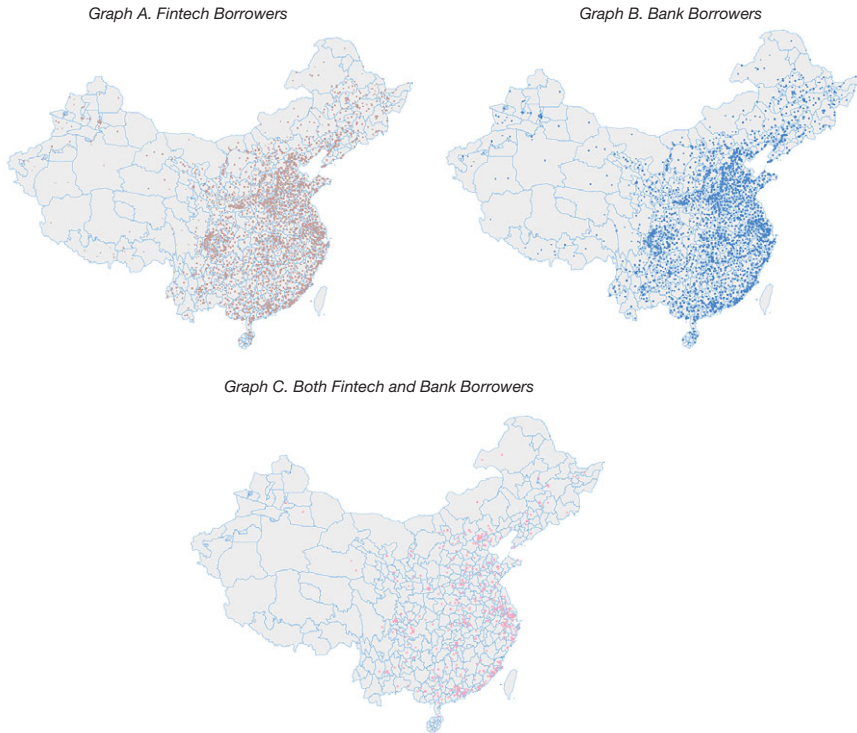 Graph A. Fintech Borrowers
Graph B. Bank Borrowers
Graph C. Both Fintech and Bank Borrowers